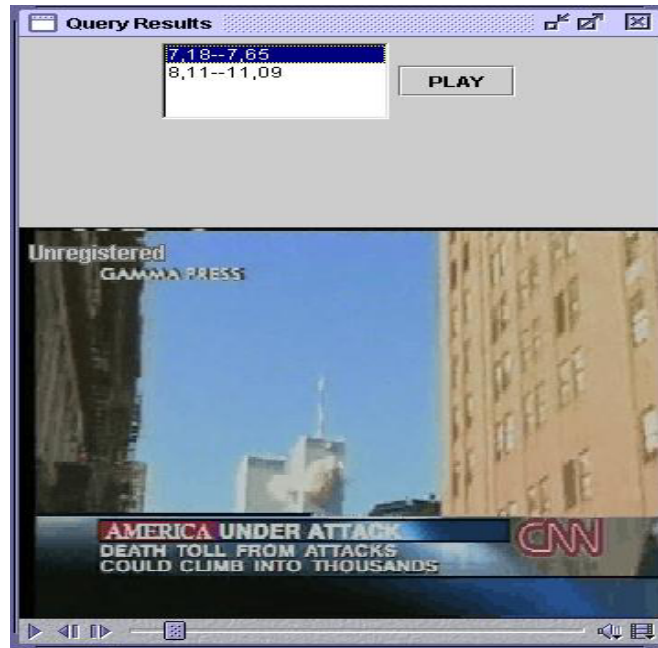 Query Results
7,18--7,65
8,11--11,09
PLAY
Unregistered
GAMMA PRESS
AMERICA UNDER ATTACK
CNN
DEATH TOLL FROM ATTACKS
COULD CLIMB INTO THOUSANDS